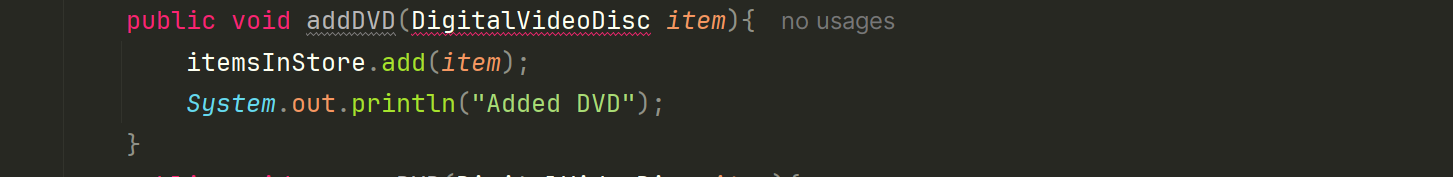 public void addDVD(DigitalVideoDisc item){ no usages
itemsInStore.add(item);
System.out.println("Added DVD");
}